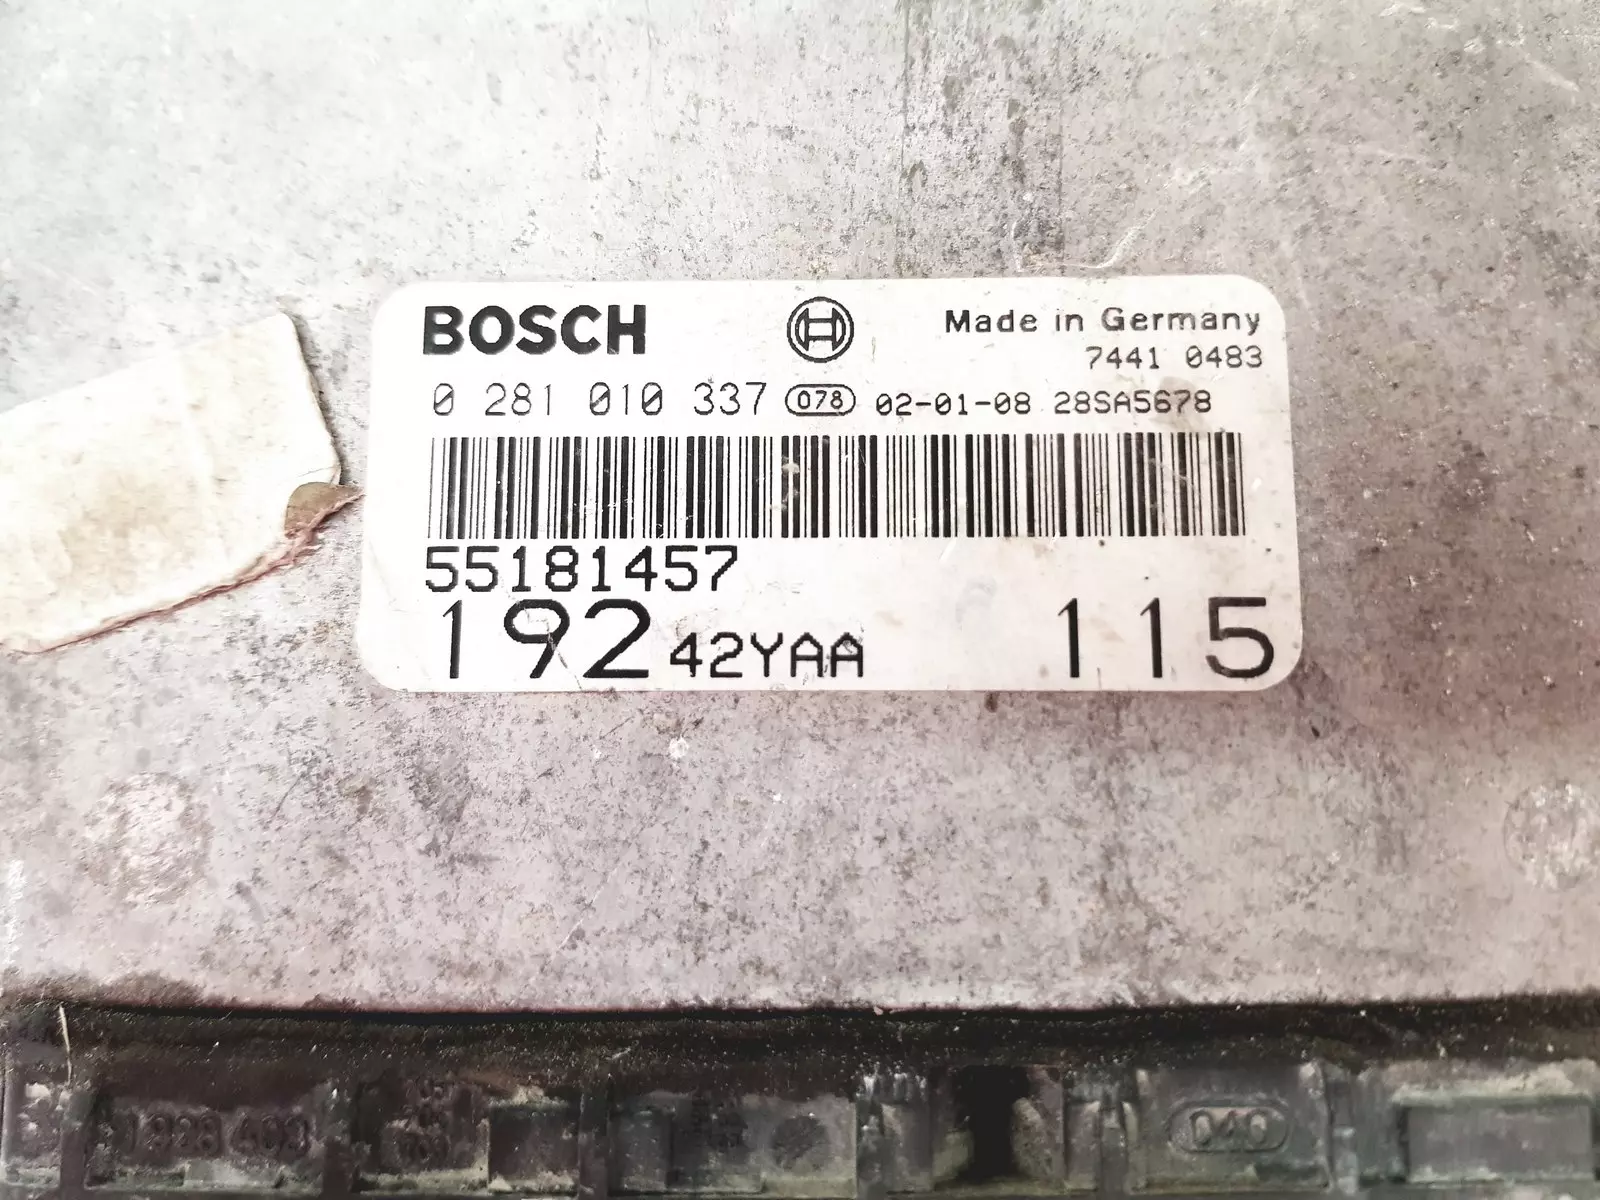 BOSCH Made in Germany
7441 0483
0 281 010 337 078 02-01-08 28SA5678
55181457
192 42YAA 115
040